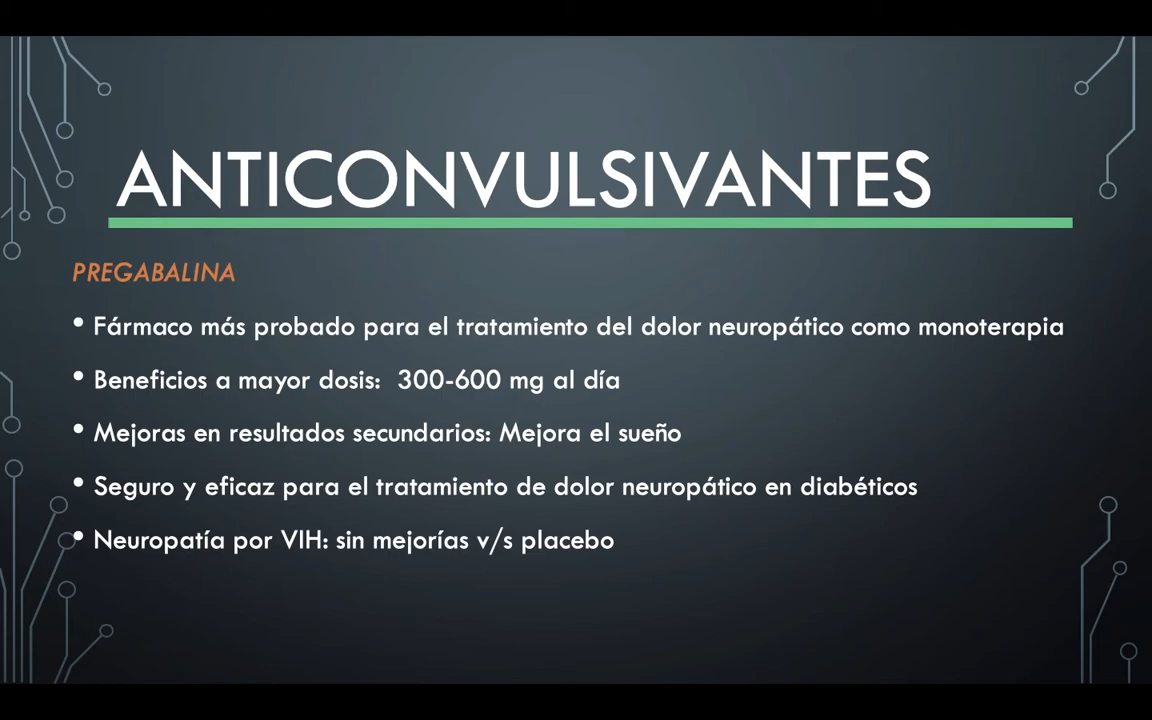 ANTICONVULSIVANTES
PREGABALINA
• Fármaco más probado para el tratamiento del dolor neuropático como monoterapia
• Beneficios a mayor dosis:  300-600 mg al día
• Mejoras en resultados secundarios: Mejora el sueño
• Seguro y eficaz para el tratamiento de dolor neuropático en diabéticos
• Neuropatía por VIH: sin mejorías v/s placebo